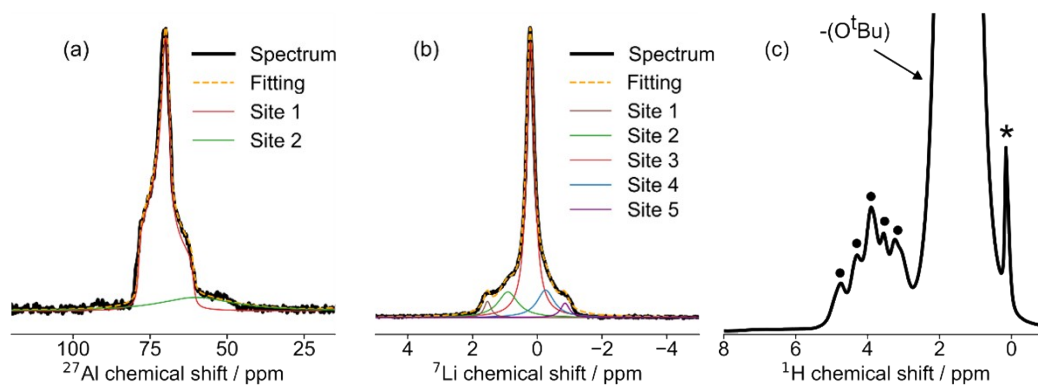 (a)
Spectrum
Fitting
Site 1
Site 2
100 75 50 25
²⁷Al chemical shift / ppm
(b)
Spectrum
Fitting
Site 1
Site 2
Site 3
Site 4
Site 5
4 2 0 −2 −4
⁷Li chemical shift / ppm
(c)
-(OᵗBu)
*
8 6 4 2 0
¹H chemical shift / ppm